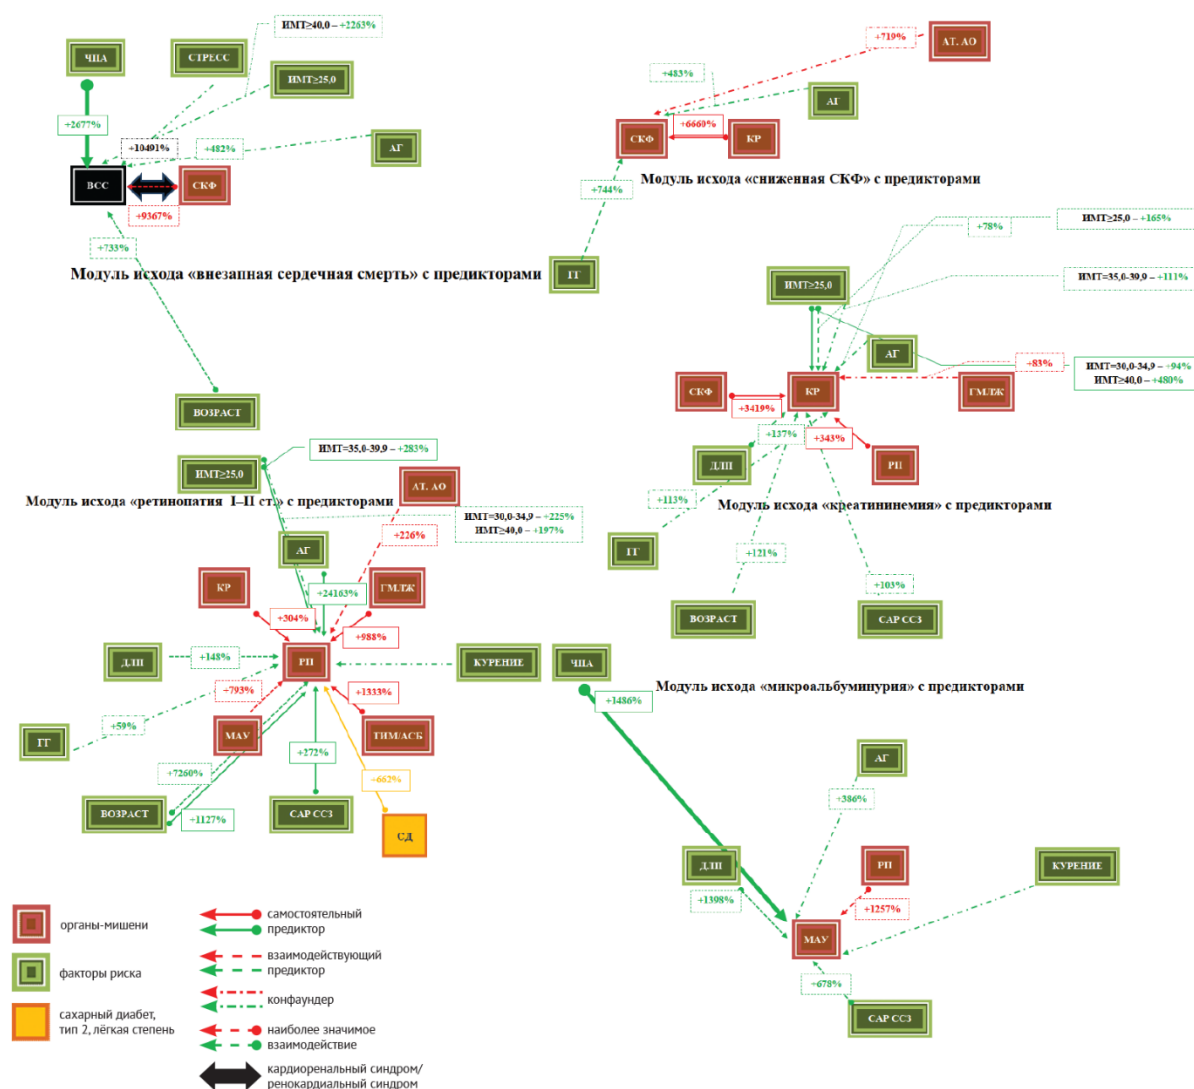 ЧПА
СТРЕСС
ИМТ≥40,0 – +2263%
ИМТ≥25,0
+2677%
+10491%
+482%
АГ
ВСС
СКФ
+9367%
+733%
Модуль исхода «внезапная сердечная смерть» с предикторами
ВОЗРАСТ
+719%
АТ. АО
+483%
АГ
СКФ
+6660%
КР
Модуль исхода «сниженная СКФ» с предикторами
+744%
ГГ
ИМТ≥25,0 – +165%
+78%
ИМТ=35,0-39,9 – +111%
ИМТ≥25,0
АГ
+83%
ИМТ=30,0-34,9 – +94%
ИМТ≥40,0 – +480%
СКФ
КР
ГМЛЖ
+3419%
+137%
+343%
ДЛП
РП
+113%
Модуль исхода «креатининемия» с предикторами
ГГ
+121%
+103%
ВОЗРАСТ
САР ССЗ
ИМТ=35,0-39,9 – +283%
ИМТ≥25,0
АТ. АО
Модуль исхода «ретинопатия I–II ст.» с предикторами
ИМТ=30,0-34,9 – +225%
ИМТ≥40,0 – +197%
+226%
АГ
КР
+24163%
ГМЛЖ
+304%
+988%
ДЛП
+148%
РП
КУРЕНИЕ
+793%
+1333%
+59%
ГГ
МАУ
ТИМ/АСБ
+272%
+7260%
+662%
ВОЗРАСТ
+1127%
САР ССЗ
СД
ЧПА
Модуль исхода «микроальбуминурия» с предикторами
+1486%
АГ
+386%
ДЛП
РП
КУРЕНИЕ
+1398%
+1257%
МАУ
+678%
САР ССЗ
органы-мишени
факторы риска
сахарный диабет,
тип 2, лёгкая степень
самостоятельный
предиктор
взаимодействующий
предиктор
конфаундер
наиболее значимое
взаимодействие
кардиоренальный синдром/
ренокардиальный синдром